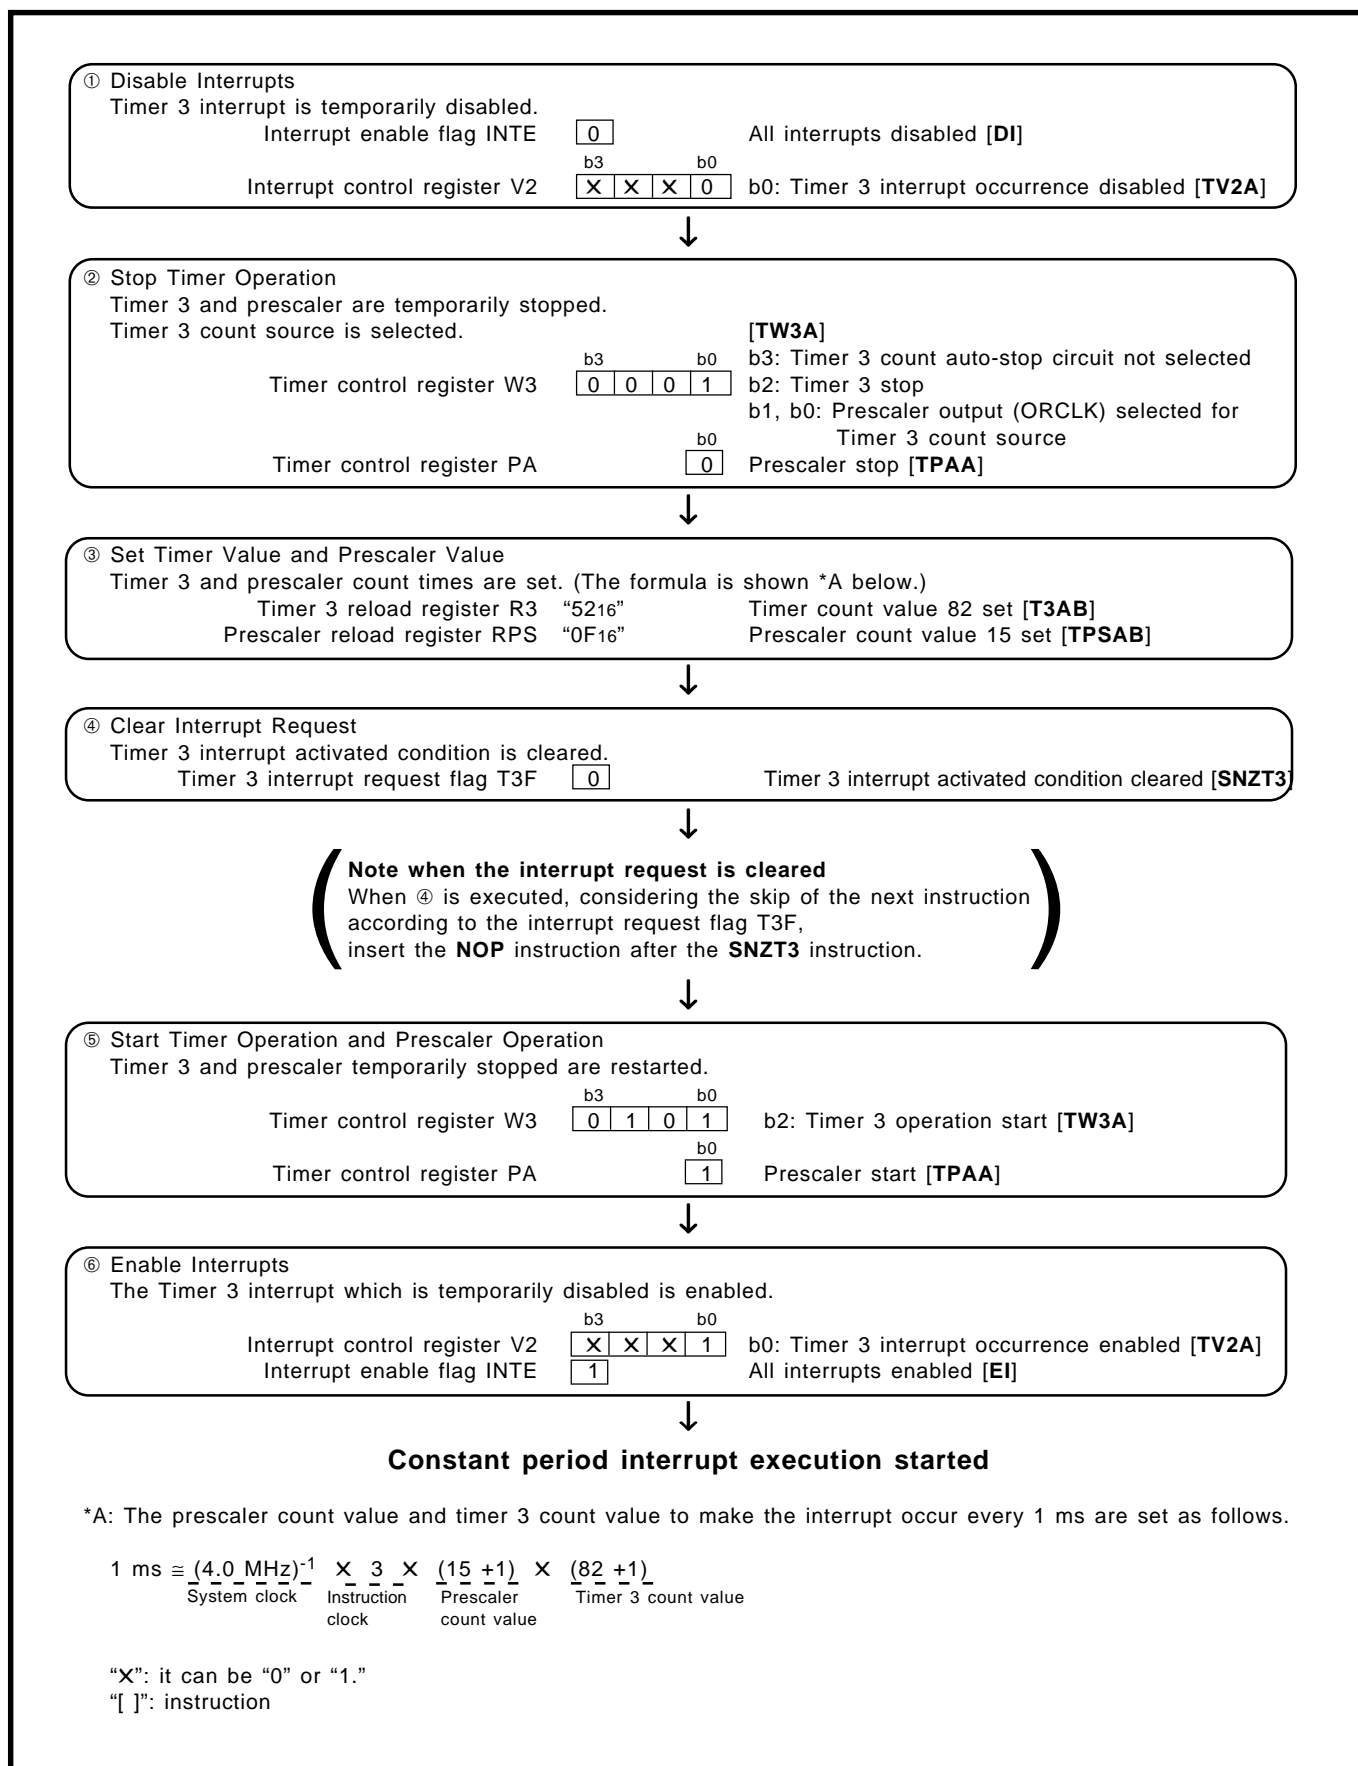 ① Disable Interrupts
Timer 3 interrupt is temporarily disabled.
Interrupt enable flag INTE 0 All interrupts disabled [DI]
b3 b0
Interrupt control register V2 X X X 0 b0: Timer 3 interrupt occurrence disabled [TV2A]
↓
② Stop Timer Operation
Timer 3 and prescaler are temporarily stopped.
Timer 3 count source is selected. [TW3A]
b3 b0 b3: Timer 3 count auto-stop circuit not selected
Timer control register W3 0 0 0 1 b2: Timer 3 stop
b1, b0: Prescaler output (ORCLK) selected for
b0 Timer 3 count source
Timer control register PA 0 Prescaler stop [TPAA]
↓
③ Set Timer Value and Prescaler Value
Timer 3 and prescaler count times are set. (The formula is shown *A below.)
Timer 3 reload register R3 “5216” Timer count value 82 set [T3AB]
Prescaler reload register RPS “0F16” Prescaler count value 15 set [TPSAB]
↓
④ Clear Interrupt Request
Timer 3 interrupt activated condition is cleared.
Timer 3 interrupt request flag T3F 0 Timer 3 interrupt activated condition cleared [SNZT3]
↓
Note when the interrupt request is cleared
When ④ is executed, considering the skip of the next instruction
according to the interrupt request flag T3F,
insert the NOP instruction after the SNZT3 instruction.
↓
⑤ Start Timer Operation and Prescaler Operation
Timer 3 and prescaler temporarily stopped are restarted.
b3 b0
Timer control register W3 0 1 0 1 b2: Timer 3 operation start [TW3A]
b0
Timer control register PA 1 Prescaler start [TPAA]
↓
⑥ Enable Interrupts
The Timer 3 interrupt which is temporarily disabled is enabled.
b3 b0
Interrupt control register V2 X X X 1 b0: Timer 3 interrupt occurrence enabled [TV2A]
Interrupt enable flag INTE 1 All interrupts enabled [EI]
↓
Constant period interrupt execution started
*A: The prescaler count value and timer 3 count value to make the interrupt occur every 1 ms are set as follows.
1 ms ≅ (4.0 MHz)-1 X 3 X (15 +1) X (82 +1)
System clock Instruction Prescaler Timer 3 count value
clock count value
“X”: it can be “0” or “1.”
“[ ]”: instruction